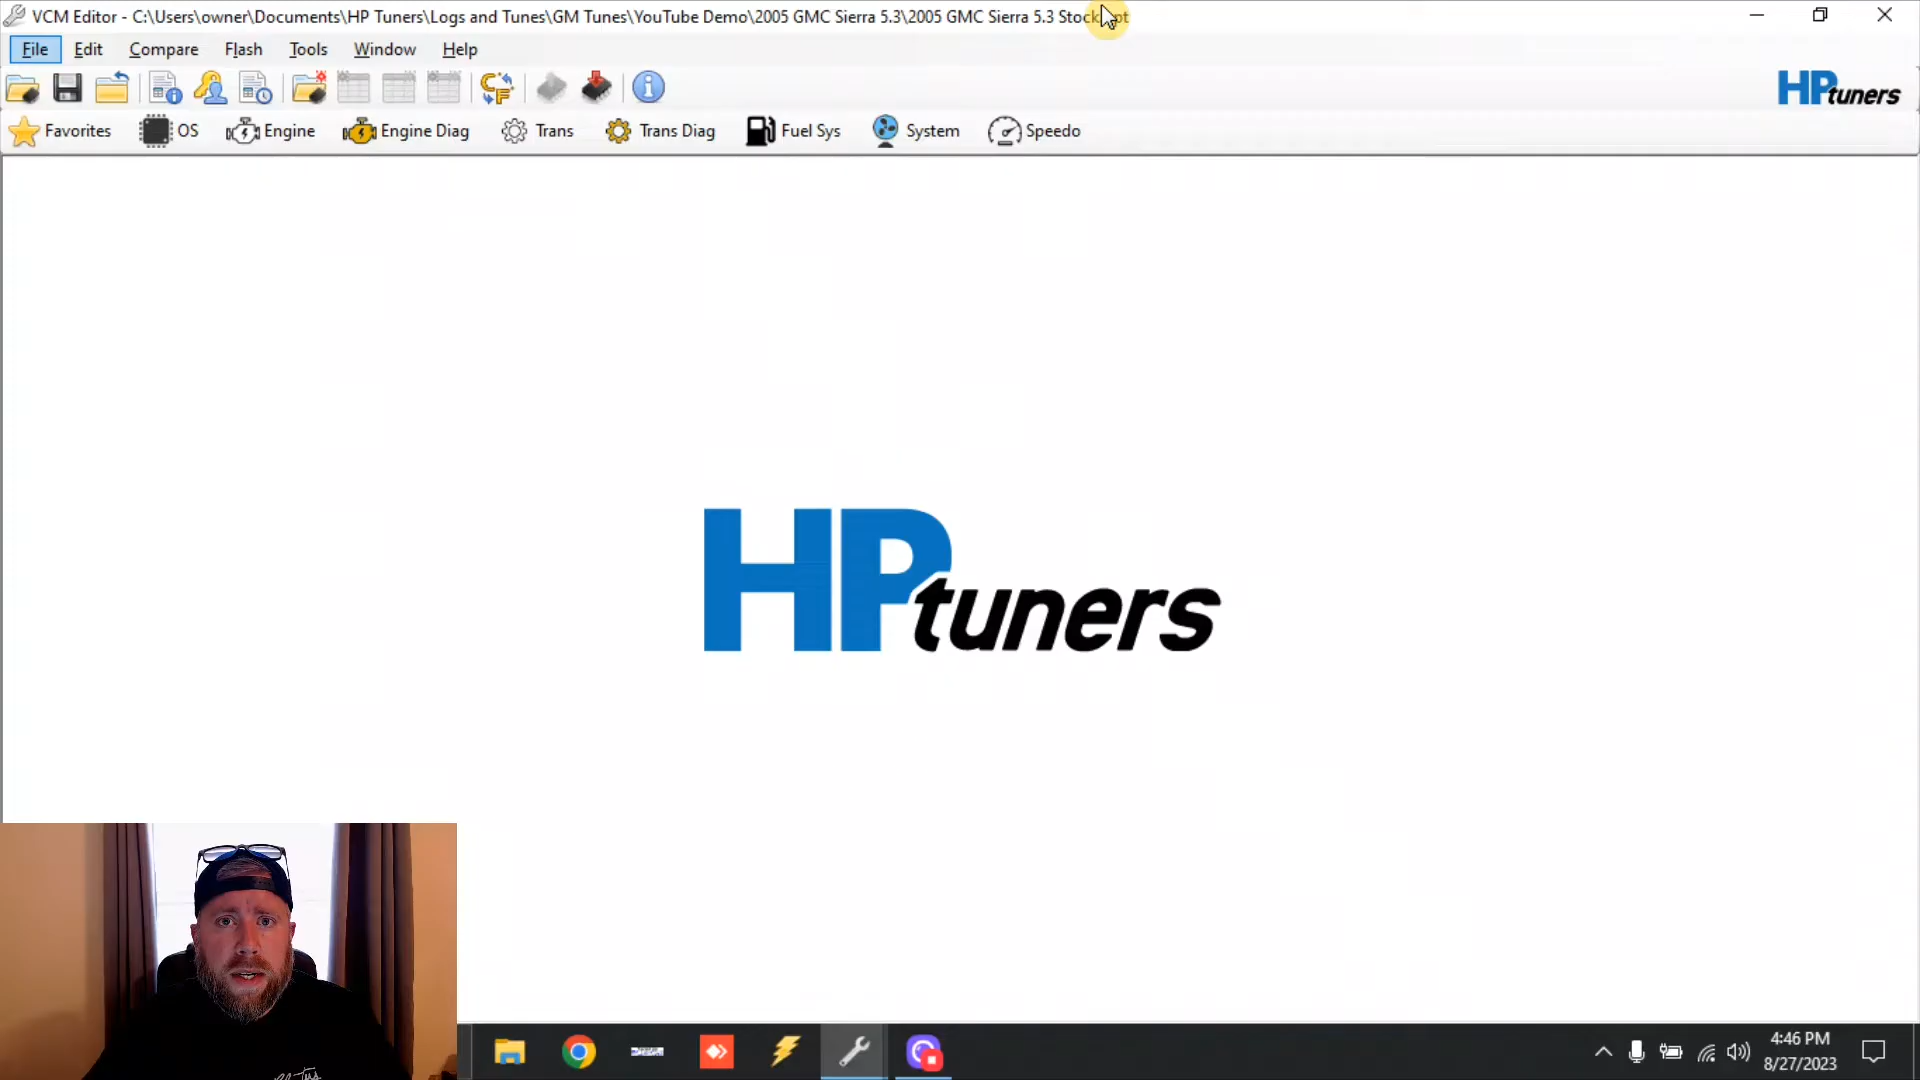 VCM Editor - C:\Users\owner\Documents\HP Tuners\Logs and Tunes\GM Tunes\YouTube Demo\2005 GMC Sierra 5.3\2005 GMC Sierra 5.3 Stock
File Edit Compare Flash Tools Window Help
HPtuners
Favorites OS Engine Engine Diag Trans Trans Diag Fuel Sys System Speedo
HPtuners
4:46 PM
8/27/2023